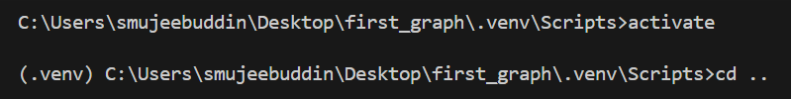 C:\Users\smujeebuddin\Desktop\first_graph\.venv\Scripts>activate
(.venv) C:\Users\smujeebuddin\Desktop\first_graph\.venv\Scripts>cd ..